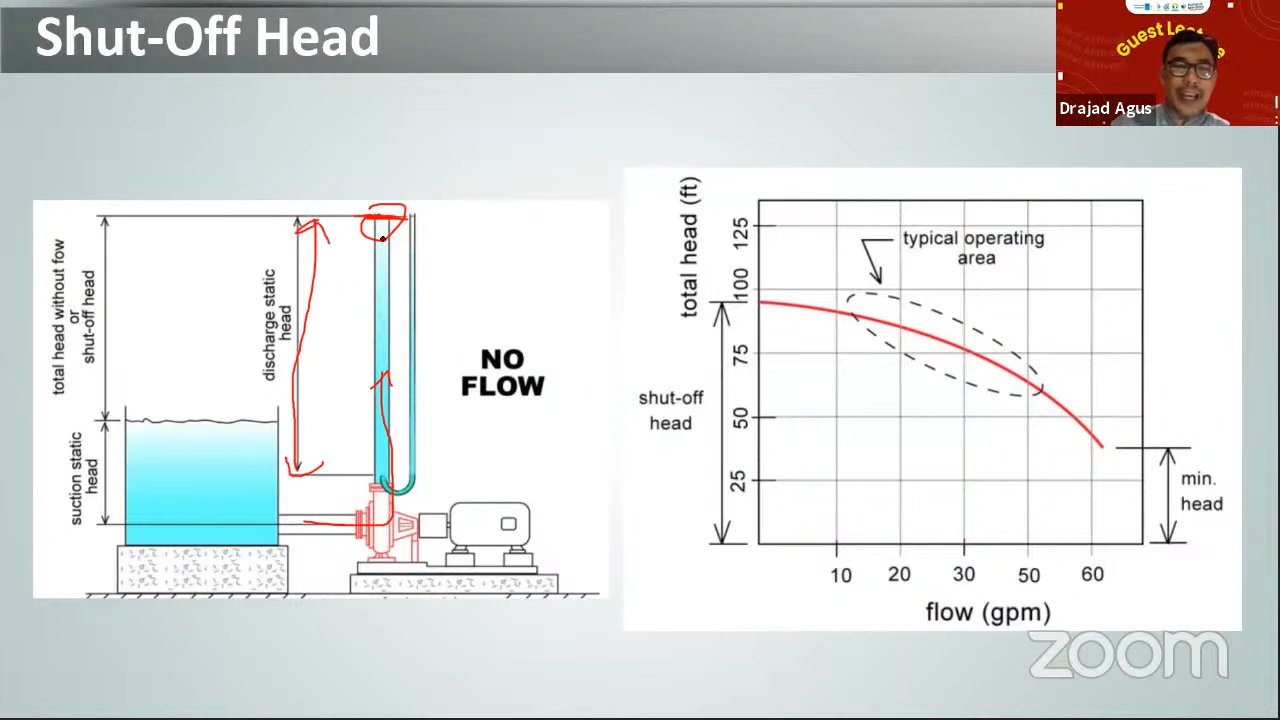 Shut-Off Head
Guest Lect
Drajad Agus
total head without fow
or
shut-off head
discharge static
head
suction static
head
NO
FLOW
total head (ft)
125
100
75
50
25
typical operating
area
shut-off
head
min.
head
10
20
30
50
60
flow (gpm)
zoom